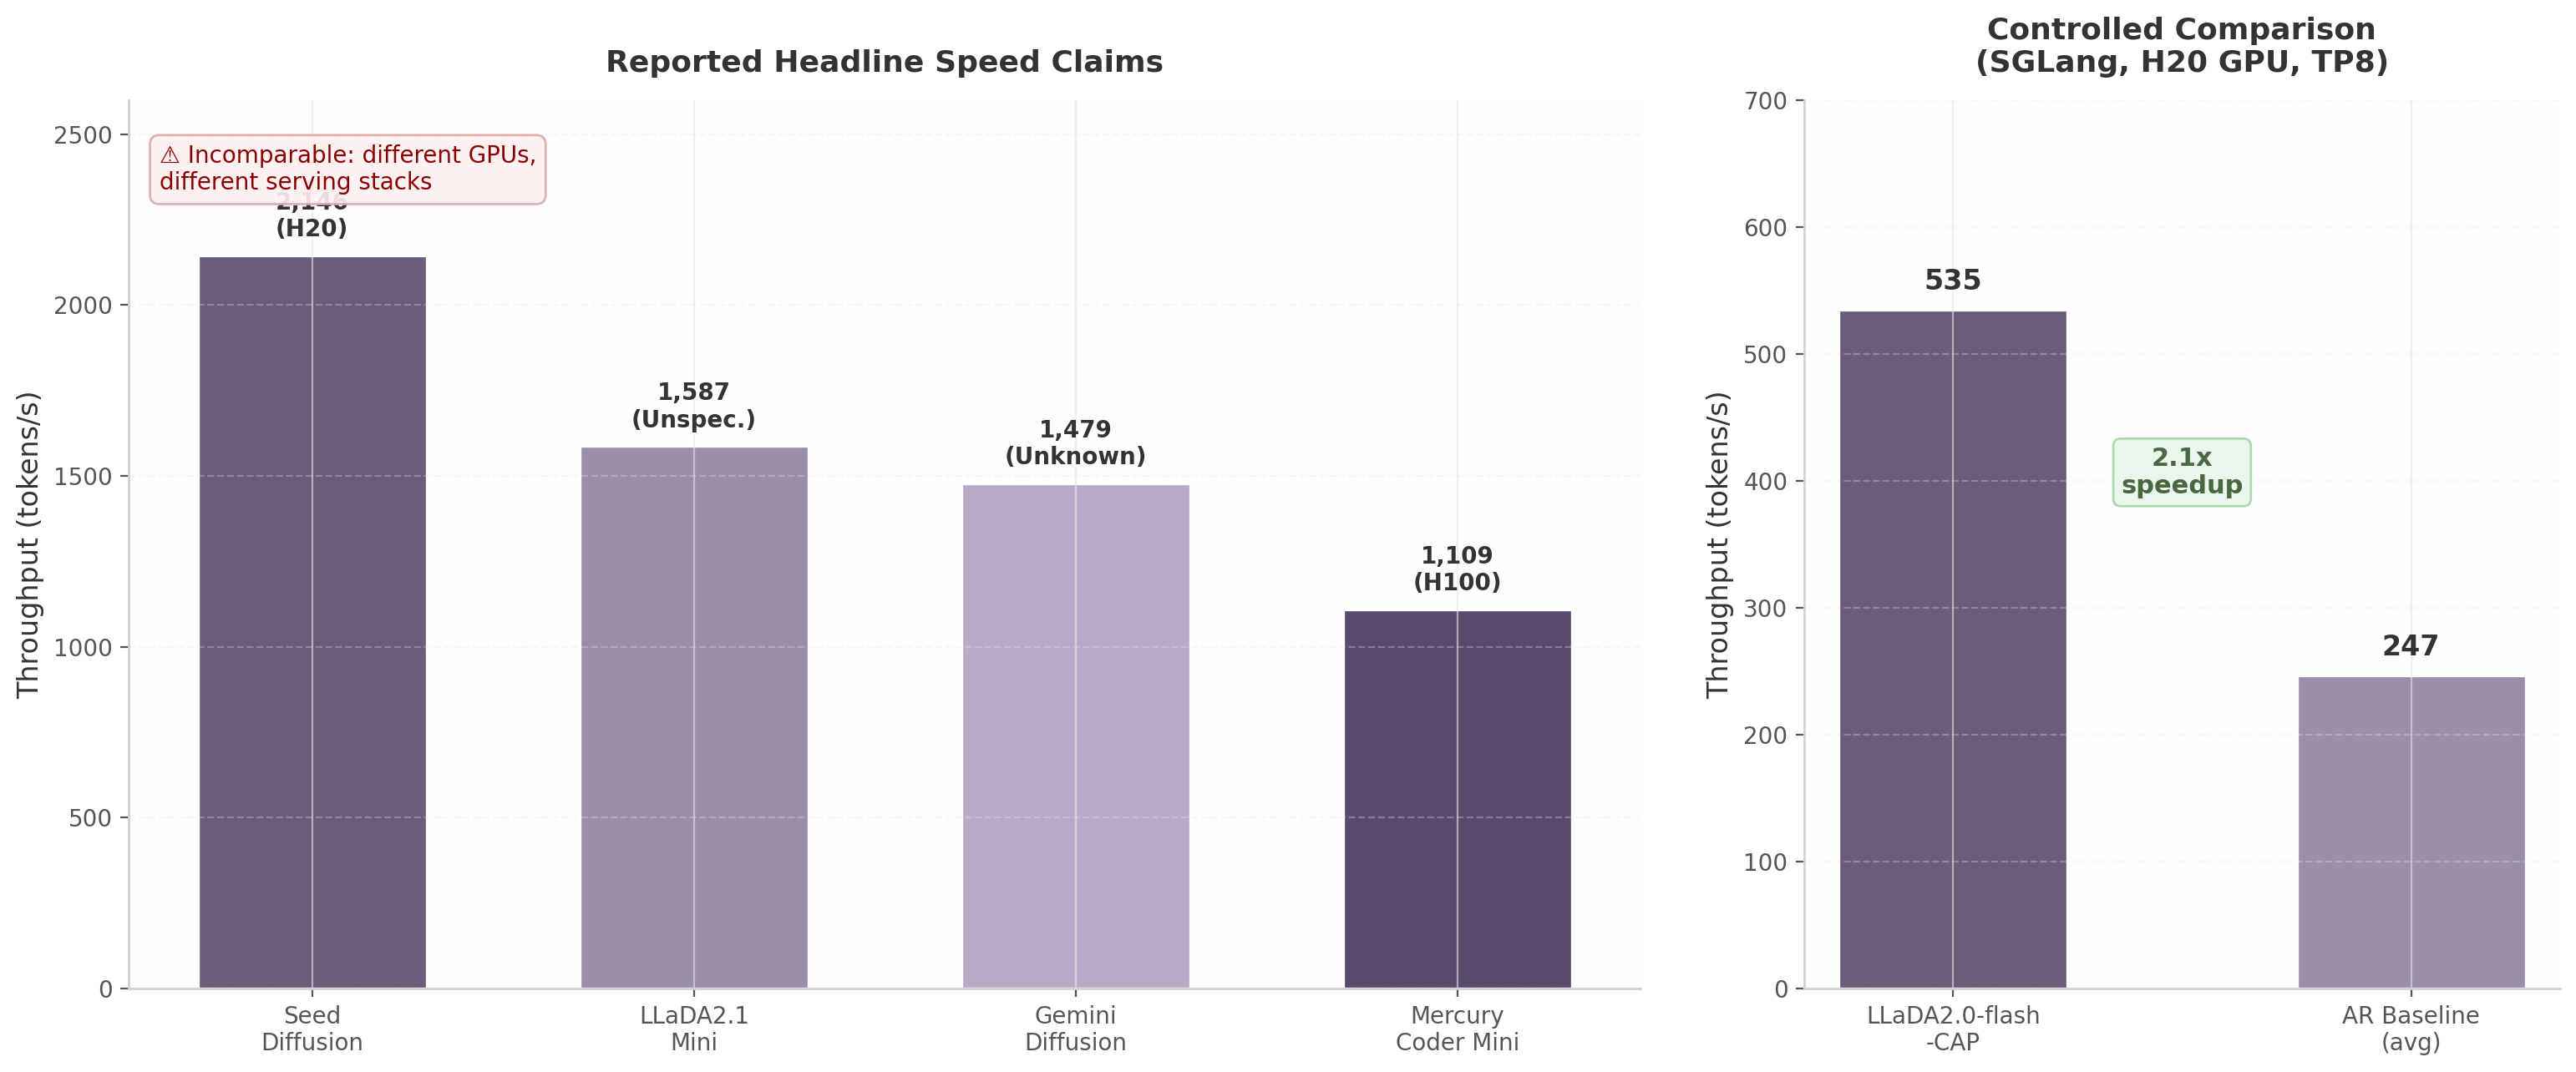 Reported Headline Speed Claims
Throughput (tokens/s)
2500
2000
1500
1000
500
0
⚠ Incomparable: different GPUs,
different serving stacks
2,146
(H20)
1,587
(Unspec.)
1,479
(Unknown)
1,109
(H100)
Seed
Diffusion
LLaDA2.1
Mini
Gemini
Diffusion
Mercury
Coder Mini
Controlled Comparison
(SGLang, H20 GPU, TP8)
Throughput (tokens/s)
700
600
500
400
300
200
100
0
535
2.1x
speedup
247
LLaDA2.0-flash
-CAP
AR Baseline
(avg)